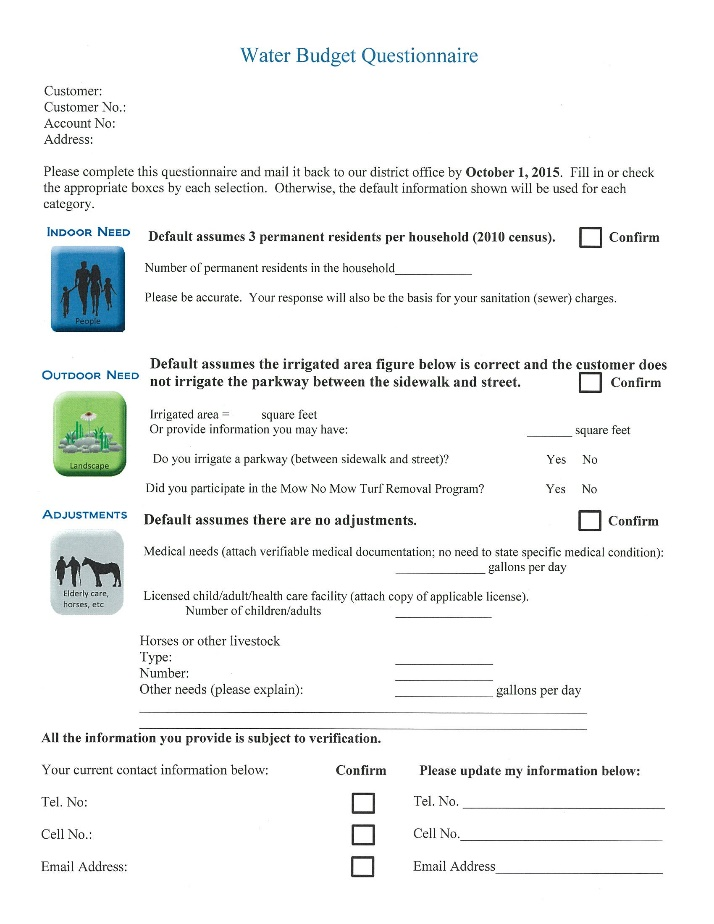 Water Budget Questionnaire
Customer:
Customer No.:
Account No:
Address:
Please complete this questionnaire and mail it back to our district office by October 1, 2015. Fill in or check
the appropriate boxes by each selection. Otherwise, the default information shown will be used for each
category.
INDOOR NEED
Default assumes 3 permanent residents per household (2010 census). Confirm
Number of permanent residents in the household____________
People
Please be accurate. Your response will also be the basis for your sanitation (sewer) charges.
OUTDOOR NEED
Default assumes the irrigated area figure below is correct and the customer does
not irrigate the parkway between the sidewalk and street. Confirm
Irrigated area = square feet
Or provide information you may have: _______ square feet
Landscape
Do you irrigate a parkway (between sidewalk and street)? Yes No
Did you participate in the Mow No Mow Turf Removal Program? Yes No
ADJUSTMENTS
Default assumes there are no adjustments. Confirm
Medical needs (attach verifiable medical documentation; no need to state specific medical condition):
______________ gallons per day
Elderly care,
horses, etc
Licensed child/adult/health care facility (attach copy of applicable license).
Number of children/adults _______________
Horses or other livestock
Type: _______________
Number: _______________
Other needs (please explain): _______________ gallons per day
All the information you provide is subject to verification.
Your current contact information below: Confirm Please update my information below:
Tel. No: Tel. No. ______________________________
Cell No.: Cell No.______________________________
Email Address: Email Address__________________________